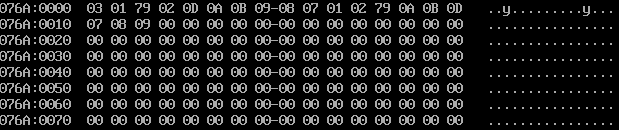 076A:0000 03 01 79 02 0D 0A 0B 09-08 07 01 02 79 0A 0B 0D ..y.........y...
076A:0010 07 08 09 00 00 00 00 00-00 00 00 00 00 00 00 00 ................
076A:0020 00 00 00 00 00 00 00 00-00 00 00 00 00 00 00 00 ................
076A:0030 00 00 00 00 00 00 00 00-00 00 00 00 00 00 00 00 ................
076A:0040 00 00 00 00 00 00 00 00-00 00 00 00 00 00 00 00 ................
076A:0050 00 00 00 00 00 00 00 00-00 00 00 00 00 00 00 00 ................
076A:0060 00 00 00 00 00 00 00 00-00 00 00 00 00 00 00 00 ................
076A:0070 00 00 00 00 00 00 00 00-00 00 00 00 00 00 00 00 ................